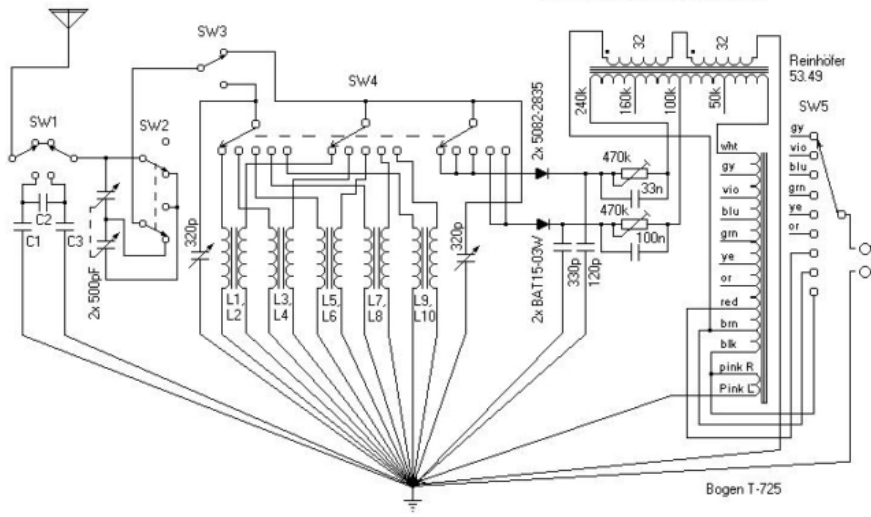 SW1
SW2
SW3
SW4
SW5
C1
C2
C3
2x 500pF
320p
L1,
L2
L3,
L4
L5,
L6
L7,
L8
L9,
L10
320p
2x 5082-2835
2x BAT15-03W
330p
120p
470k
33n
470k
100n
32
32
240k
160k
100k
50k
Reinhöfer
53.49
wht
gy
vio
blu
grn
ye
or
red
brn
blk
pink R
Pink L
gy
vio
blu
grn
ye
or
Bogen T-725